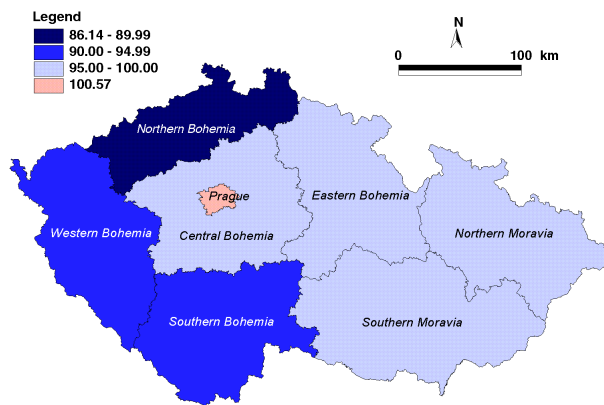 Legend
86.14 - 89.99
90.00 - 94.99
95.00 - 100.00
100.57
N
0 100 km
Northern Bohemia
Prague
Eastern Bohemia
Western Bohemia
Central Bohemia
Northern Moravia
Southern Bohemia
Southern Moravia